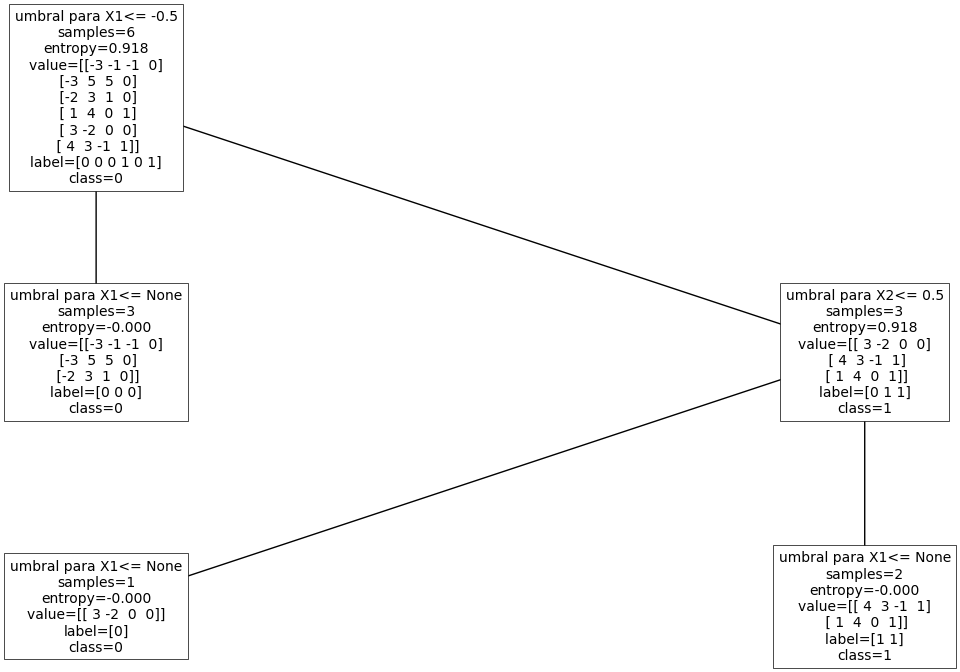 umbral para X1<= -0.5
samples=6
entropy=0.918
value=[[-3 -1 -1  0]
[-3  5  5  0]
[-2  3  1  0]
[ 1  4  0  1]
[ 3 -2  0  0]
[ 4  3 -1  1]]
label=[0 0 0 1 0 1]
class=0
umbral para X1<= None
samples=3
entropy=-0.000
value=[[-3 -1 -1  0]
[-3  5  5  0]
[-2  3  1  0]]
label=[0 0 0]
class=0
umbral para X2<= 0.5
samples=3
entropy=0.918
value=[[ 3 -2  0  0]
[ 4  3 -1  1]
[ 1  4  0  1]]
label=[0 1 1]
class=1
umbral para X1<= None
samples=1
entropy=-0.000
value=[[ 3 -2  0  0]]
label=[0]
class=0
umbral para X1<= None
samples=2
entropy=-0.000
value=[[ 4  3 -1  1]
[ 1  4  0  1]]
label=[1 1]
class=1